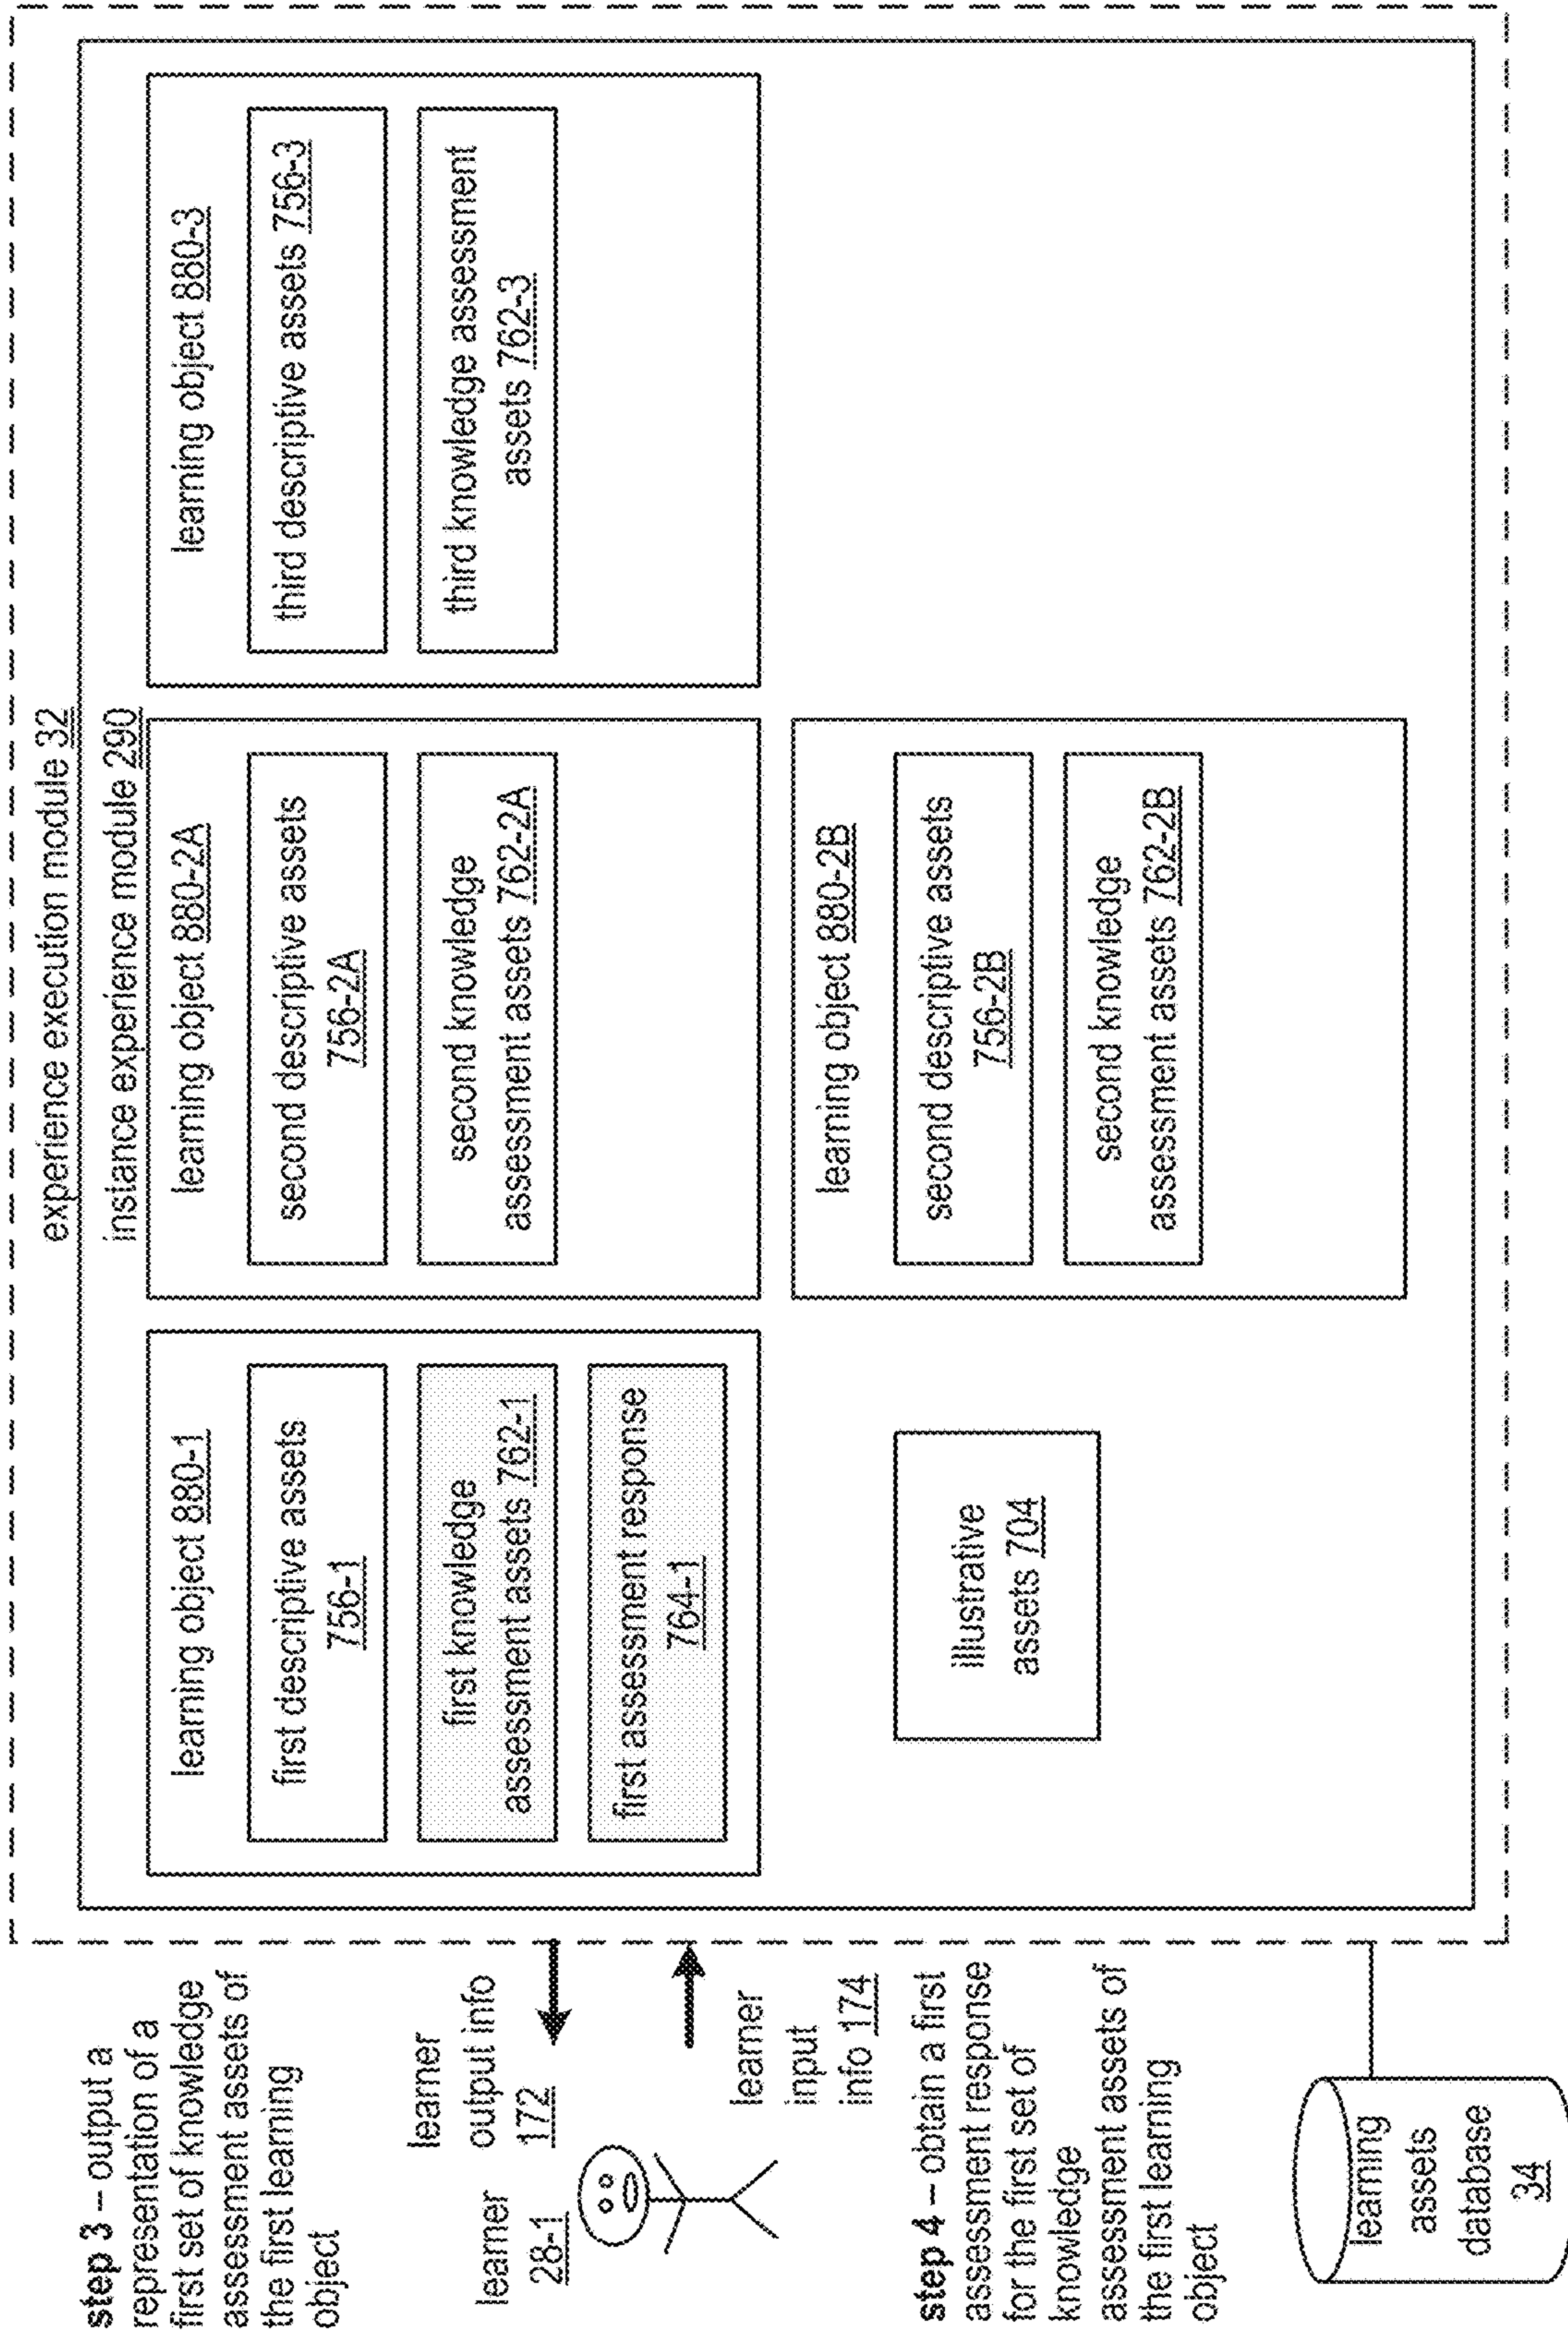 step 3 – output a
representation of a
first set of knowledge
assessment assets of
the first learning
object
learner
output info
172
learner
28-1
learner
input
info 174
step 4 – obtain a first
assessment response
for the first set of
knowledge
assessment assets of
the first learning
object
learning
assets
database
34
experience execution module 32
instance experience module 290
learning object 880-1
first descriptive assets
756-1
first knowledge
assessment assets 762-1
first assessment response
764-1
illustrative
assets 704
learning object 880-2A
second descriptive assets
756-2A
second knowledge
assessment assets 762-2A
learning object 880-2B
second descriptive assets
756-2B
second knowledge
assessment assets 762-2B
learning object 880-3
third descriptive assets 756-3
third knowledge assessment
assets 762-3